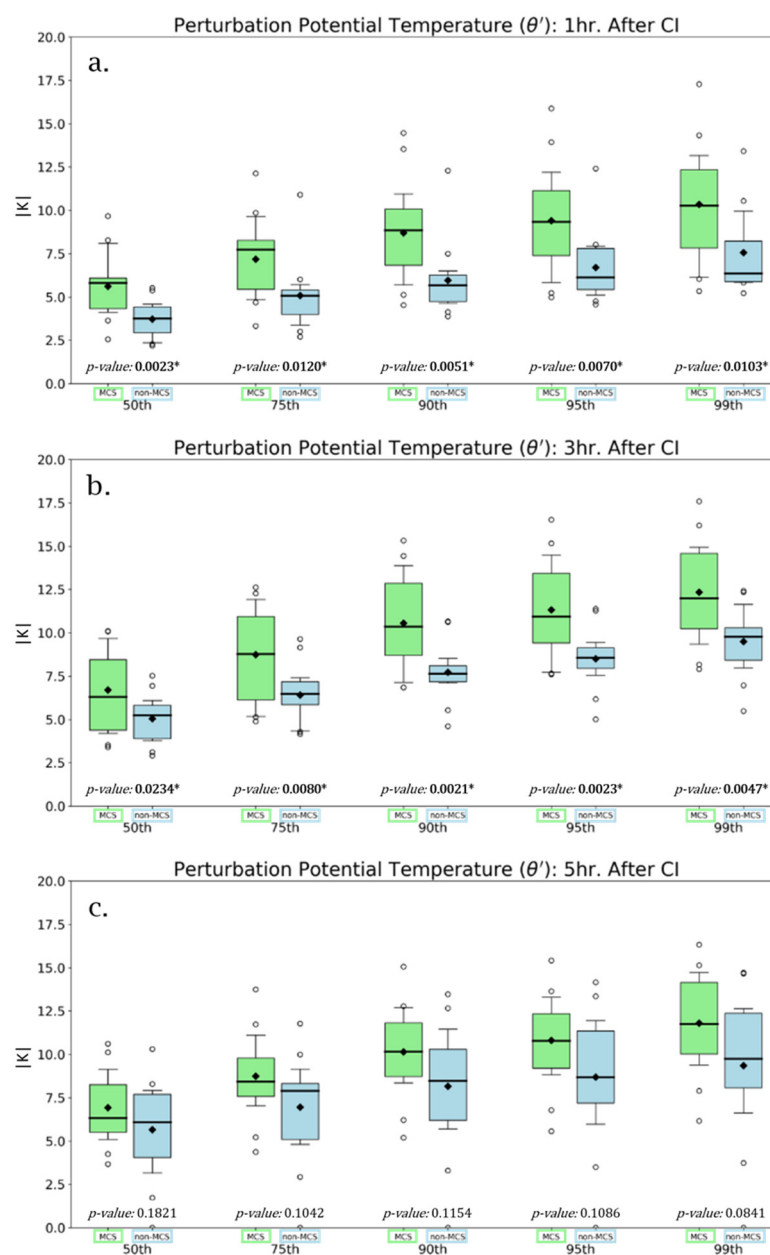 Perturbation Potential Temperature (θ′): 1hr. After CI
a.
20.0
17.5
15.0
12.5
10.0
7.5
5.0
2.5
0.0
|K|
p-value: 0.0023* p-value: 0.0120* p-value: 0.0051* p-value: 0.0070* p-value: 0.0103*
MCS non-MCS MCS non-MCS MCS non-MCS MCS non-MCS MCS non-MCS
50th 75th 90th 95th 99th
Perturbation Potential Temperature (θ′): 3hr. After CI
b.
20.0
17.5
15.0
12.5
10.0
7.5
5.0
2.5
0.0
|K|
p-value: 0.0234* p-value: 0.0080* p-value: 0.0021* p-value: 0.0023* p-value: 0.0047*
MCS non-MCS MCS non-MCS MCS non-MCS MCS non-MCS MCS non-MCS
50th 75th 90th 95th 99th
Perturbation Potential Temperature (θ′): 5hr. After CI
c.
20.0
17.5
15.0
12.5
10.0
7.5
5.0
2.5
0.0
|K|
p-value: 0.1821 p-value: 0.1042 p-value: 0.1154 p-value: 0.1086 p-value: 0.0841
MCS non-MCS MCS non-MCS MCS non-MCS MCS non-MCS MCS non-MCS
50th 75th 90th 95th 99th